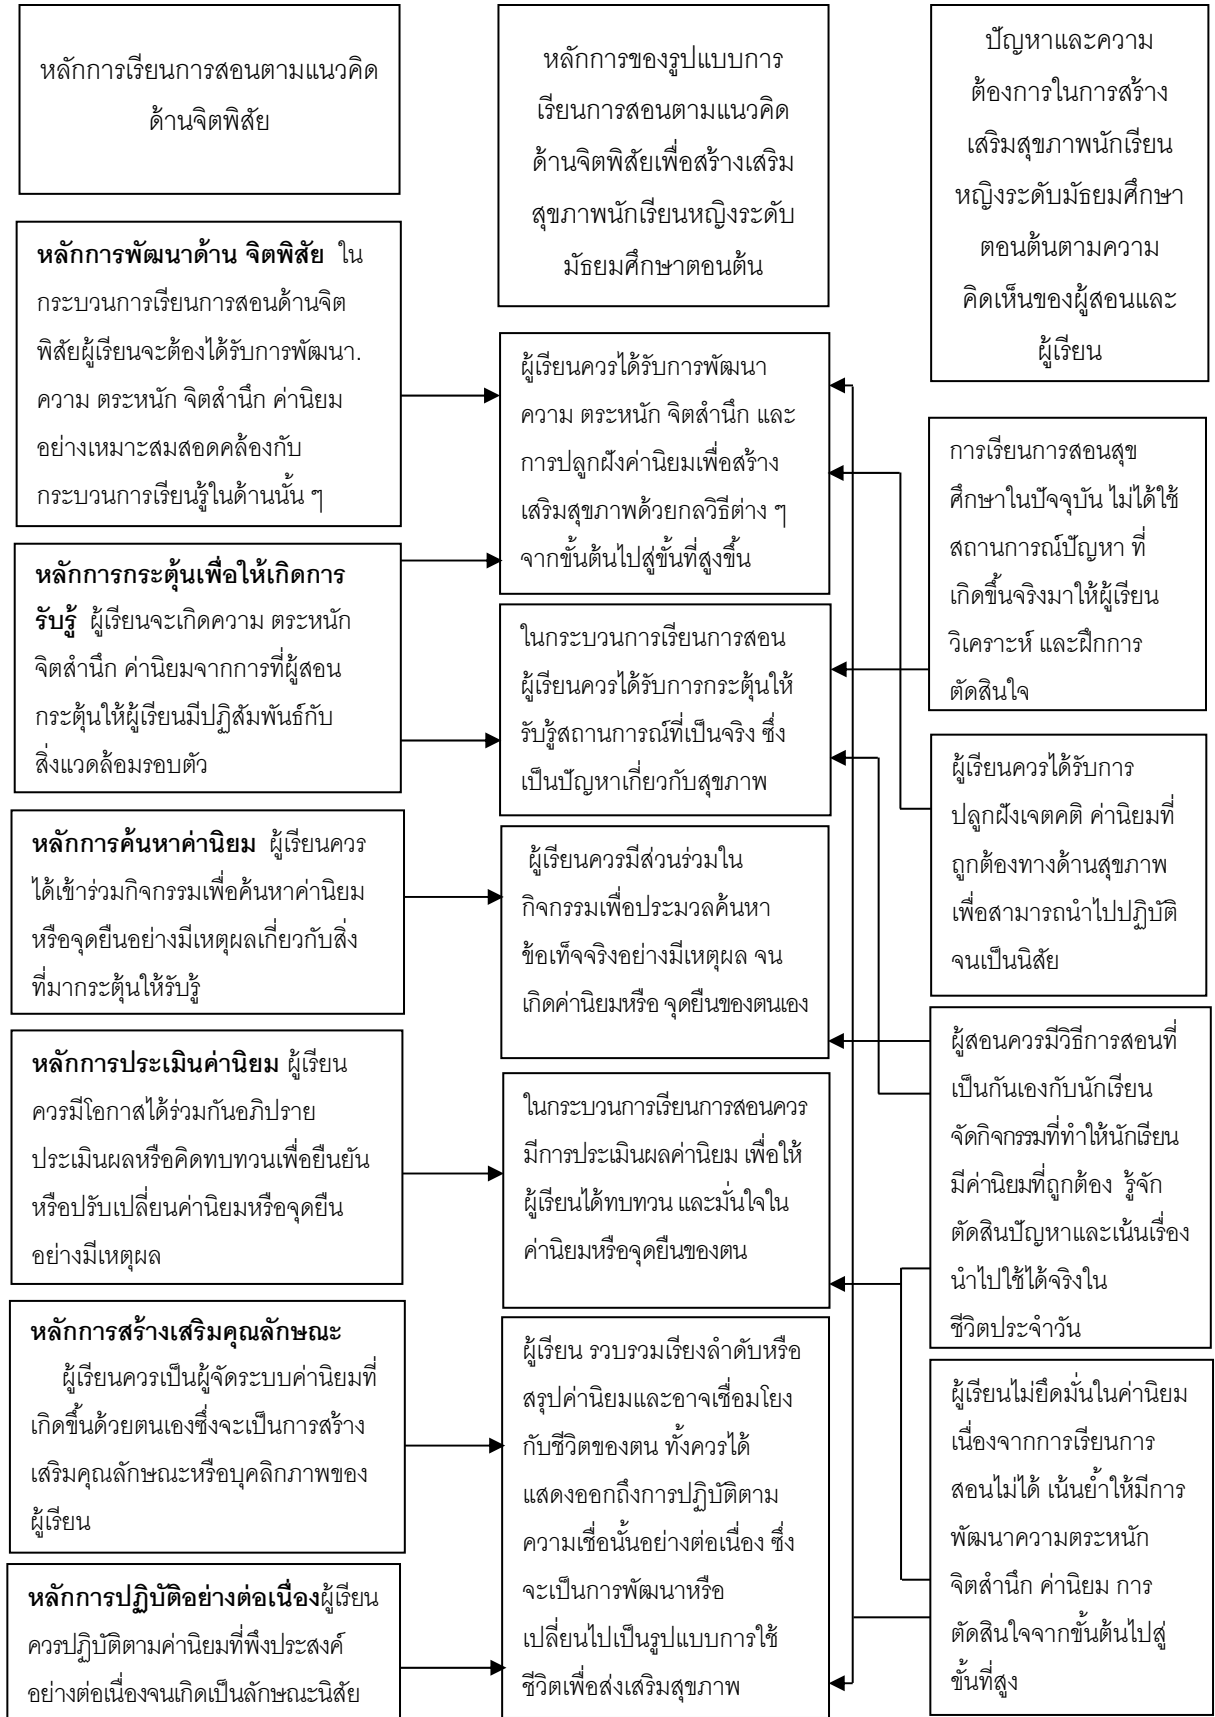 หลักการเรียนการสอนตามแนวคิด
ด้านจิตพิสัย
หลักการพัฒนาด้าน จิตพิสัย ใน
กระบวนการเรียนการสอนด้านจิต
พิสัยผู้เรียนจะต้องได้รับการพัฒนา.
ความ ตระหนัก จิตสำนึก ค่านิยม
อย่างเหมาะสมสอดคล้องกับ
กระบวนการเรียนรู้ในด้านนั้น ๆ
หลักการกระตุ้นเพื่อให้เกิดการ
รับรู้ ผู้เรียนจะเกิดความ ตระหนัก
จิตสำนึก ค่านิยมจากการที่ผู้สอน
กระตุ้นให้ผู้เรียนมีปฏิสัมพันธ์กับ
สิ่งแวดล้อมรอบตัว
หลักการค้นหาค่านิยม ผู้เรียนควร
ได้เข้าร่วมกิจกรรมเพื่อค้นหาค่านิยม
หรือจุดยืนอย่างมีเหตุผลเกี่ยวกับสิ่ง
ที่มากระตุ้นให้รับรู้
หลักการประเมินค่านิยม ผู้เรียน
ควรมีโอกาสได้ร่วมกันอภิปราย
ประเมินผลหรือคิดทบทวนเพื่อยืนยัน
หรือปรับเปลี่ยนค่านิยมหรือจุดยืน
อย่างมีเหตุผล
หลักการสร้างเสริมคุณลักษณะ
ผู้เรียนควรเป็นผู้จัดระบบค่านิยมที่
เกิดขึ้นด้วยตนเองซึ่งจะเป็นการสร้าง
เสริมคุณลักษณะหรือบุคลิกภาพของ
ผู้เรียน
หลักการปฏิบัติอย่างต่อเนื่องผู้เรียน
ควรปฏิบัติตามค่านิยมที่พึงประสงค์
อย่างต่อเนื่องจนเกิดเป็นลักษณะนิสัย
หลักการของรูปแบบการ
เรียนการสอนตามแนวคิด
ด้านจิตพิสัยเพื่อสร้างเสริม
สุขภาพนักเรียนหญิงระดับ
มัธยมศึกษาตอนต้น
ผู้เรียนควรได้รับการพัฒนา
ความ ตระหนัก จิตสำนึก และ
การปลูกฝังค่านิยมเพื่อสร้าง
เสริมสุขภาพด้วยกลวิธีต่าง ๆ
จากขั้นต้นไปสู่ขั้นที่สูงขึ้น
ในกระบวนการเรียนการสอน
ผู้เรียนควรได้รับการกระตุ้นให้
รับรู้สถานการณ์ที่เป็นจริง ซึ่ง
เป็นปัญหาเกี่ยวกับสุขภาพ
ผู้เรียนควรมีส่วนร่วมใน
กิจกรรมเพื่อประมวลค้นหา
ข้อเท็จจริงอย่างมีเหตุผล จน
เกิดค่านิยมหรือ จุดยืนของตนเอง
ในกระบวนการเรียนการสอนควร
มีการประเมินผลค่านิยม เพื่อให้
ผู้เรียนได้ทบทวน และมั่นใจใน
ค่านิยมหรือจุดยืนของตน
ผู้เรียน รวบรวมเรียงลำดับหรือ
สรุปค่านิยมและอาจเชื่อมโยง
กับชีวิตของตน ทั้งควรได้
แสดงออกถึงการปฏิบัติตาม
ความเชื่อนั้นอย่างต่อเนื่อง ซึ่ง
จะเป็นการพัฒนาหรือ
เปลี่ยนไปเป็นรูปแบบการใช้
ชีวิตเพื่อส่งเสริมสุขภาพ
ปัญหาและความ
ต้องการในการสร้าง
เสริมสุขภาพนักเรียน
หญิงระดับมัธยมศึกษา
ตอนต้นตามความ
คิดเห็นของผู้สอนและ
ผู้เรียน
การเรียนการสอนสุข
ศึกษาในปัจจุบัน ไม่ได้ใช้
สถานการณ์ปัญหา ที่
เกิดขึ้นจริงมาให้ผู้เรียน
วิเคราะห์ และฝึกการ
ตัดสินใจ
ผู้เรียนควรได้รับการ
ปลูกฝังเจตคติ ค่านิยมที่
ถูกต้องทางด้านสุขภาพ
เพื่อสามารถนำไปปฏิบัติ
จนเป็นนิสัย
ผู้สอนควรมีวิธีการสอนที่
เป็นกันเองกับนักเรียน
จัดกิจกรรมที่ทำให้นักเรียน
มีค่านิยมที่ถูกต้อง รู้จัก
ตัดสินปัญหาและเน้นเรื่อง
นำไปใช้ได้จริงใน
ชีวิตประจำวัน
ผู้เรียนไม่ยึดมั่นในค่านิยม
เนื่องจากการเรียนการ
สอนไม่ได้ เน้นย้ำให้มีการ
พัฒนาความตระหนัก
จิตสำนึก ค่านิยม การ
ตัดสินใจจากขั้นต้นไปสู่
ขั้นที่สูง